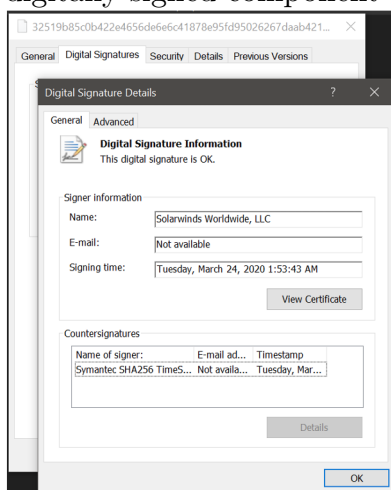 digitally signed component
32519b85c0b422e4656de6e6c41878e95fd95026267daab421...
General Digital Signatures Security Details Previous Versions
Digital Signature Details ?
General Advanced
Digital Signature Information
This digital signature is OK.
Signer information
Name: Solarwinds Worldwide, LLC
E-mail: Not available
Signing time: Tuesday, March 24, 2020 1:53:43 AM
View Certificate
Countersignatures
Name of signer: E-mail ad... Timestamp
Symantec SHA256 TimeS... Not availa... Tuesday, Mar...
Details
OK